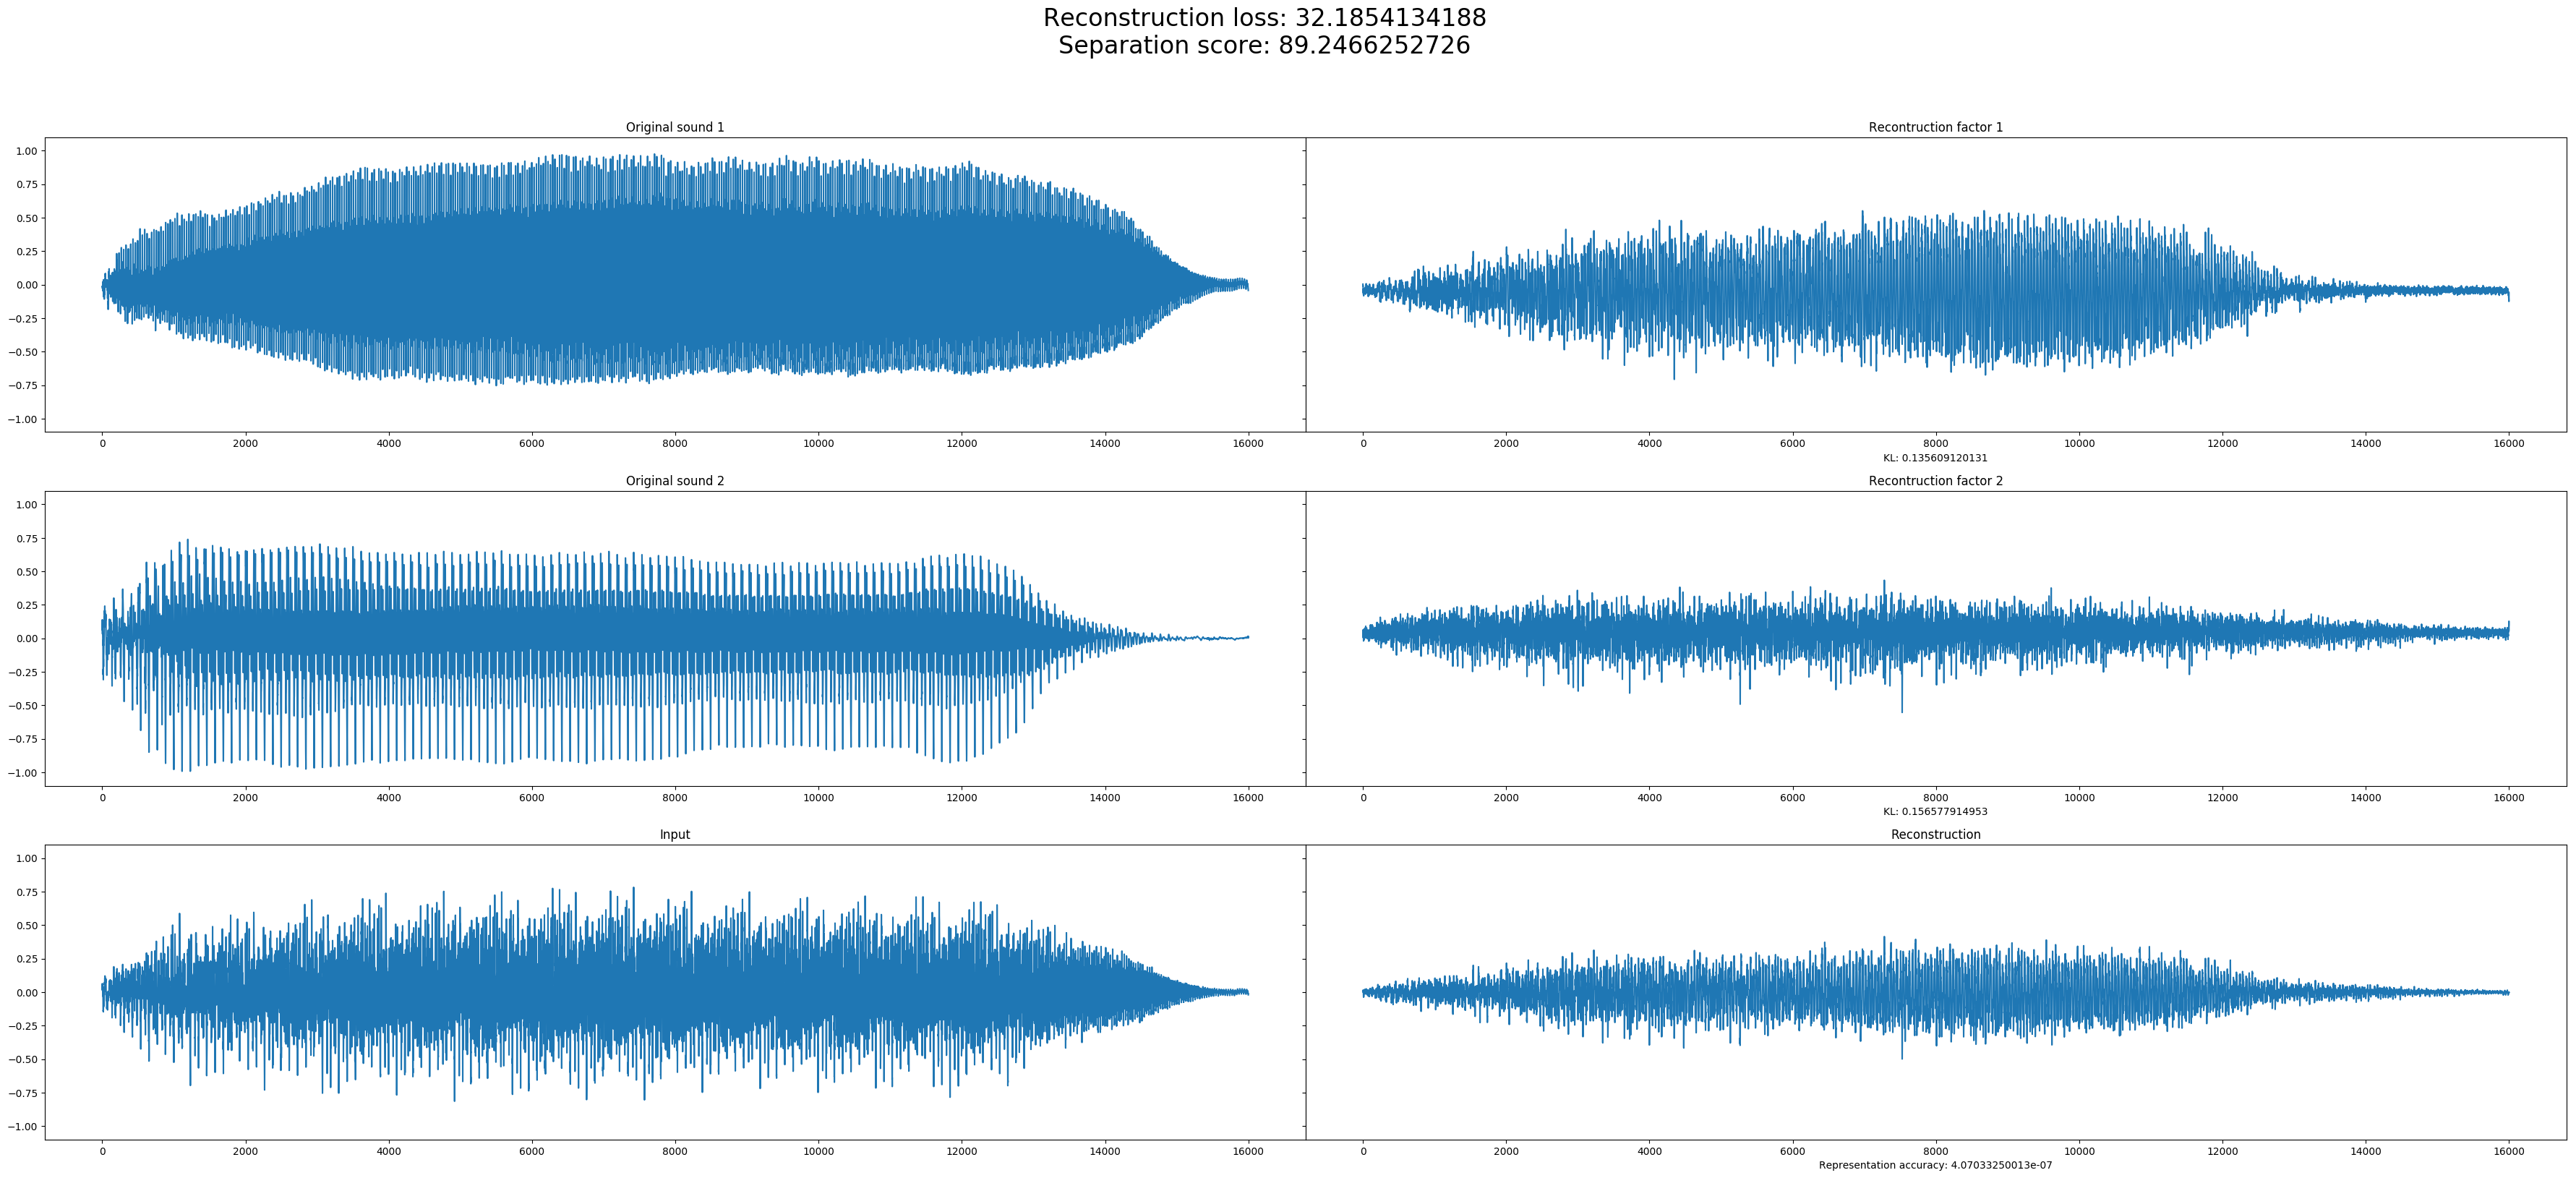 Reconstruction loss: 32.1854134188
Separation score: 89.2466252726
Original sound 1
Recontruction factor 1
1.00
0.75
0.50
0.25
0.00
−0.25
−0.50
−0.75
−1.00
0 2000 4000 6000 8000 10000 12000 14000 16000
0 2000 4000 6000 8000 10000 12000 14000 16000
KL: 0.135609120131
Original sound 2
Recontruction factor 2
1.00
0.75
0.50
0.25
0.00
−0.25
−0.50
−0.75
−1.00
0 2000 4000 6000 8000 10000 12000 14000 16000
0 2000 4000 6000 8000 10000 12000 14000 16000
KL: 0.156577914953
Input
Reconstruction
1.00
0.75
0.50
0.25
0.00
−0.25
−0.50
−0.75
−1.00
0 2000 4000 6000 8000 10000 12000 14000 16000
0 2000 4000 6000 8000 10000 12000 14000 16000
Representation accuracy: 4.07033250013e-07